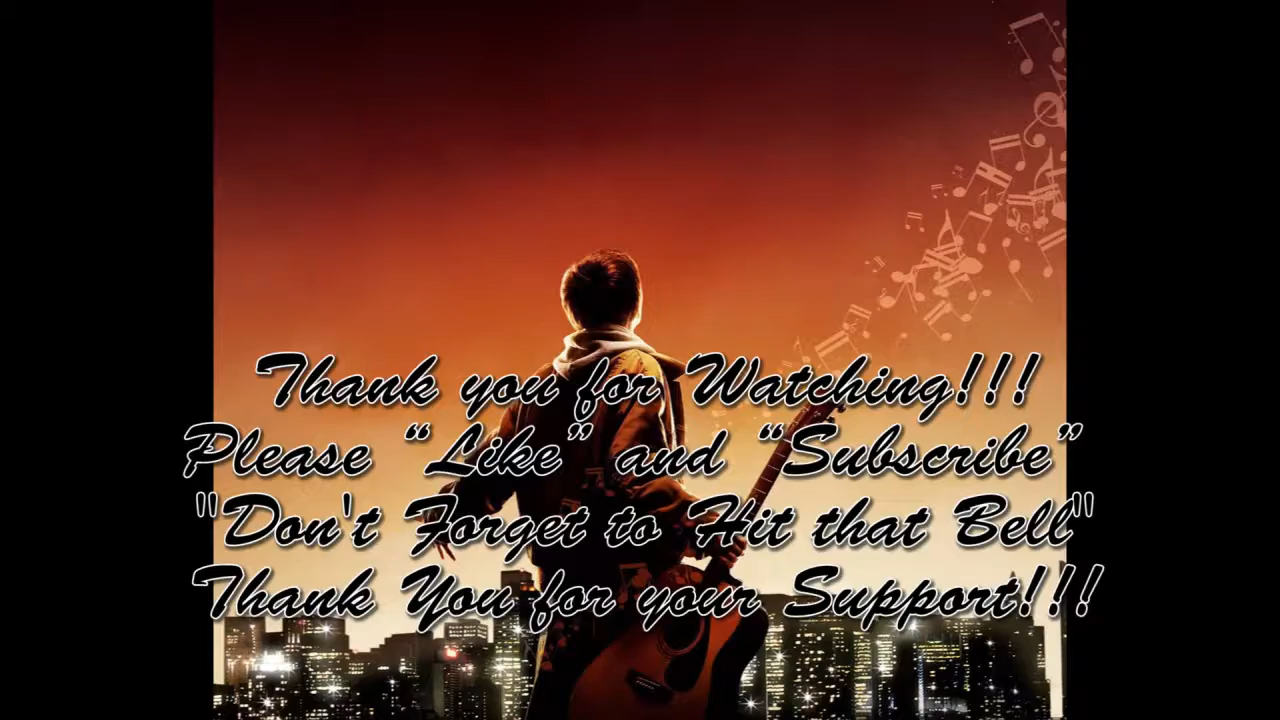 Thank you for Watching!!!
Please “Like” and “Subscribe”
"Don't Forget to Hit that Bell"
Thank You for your Support!!!